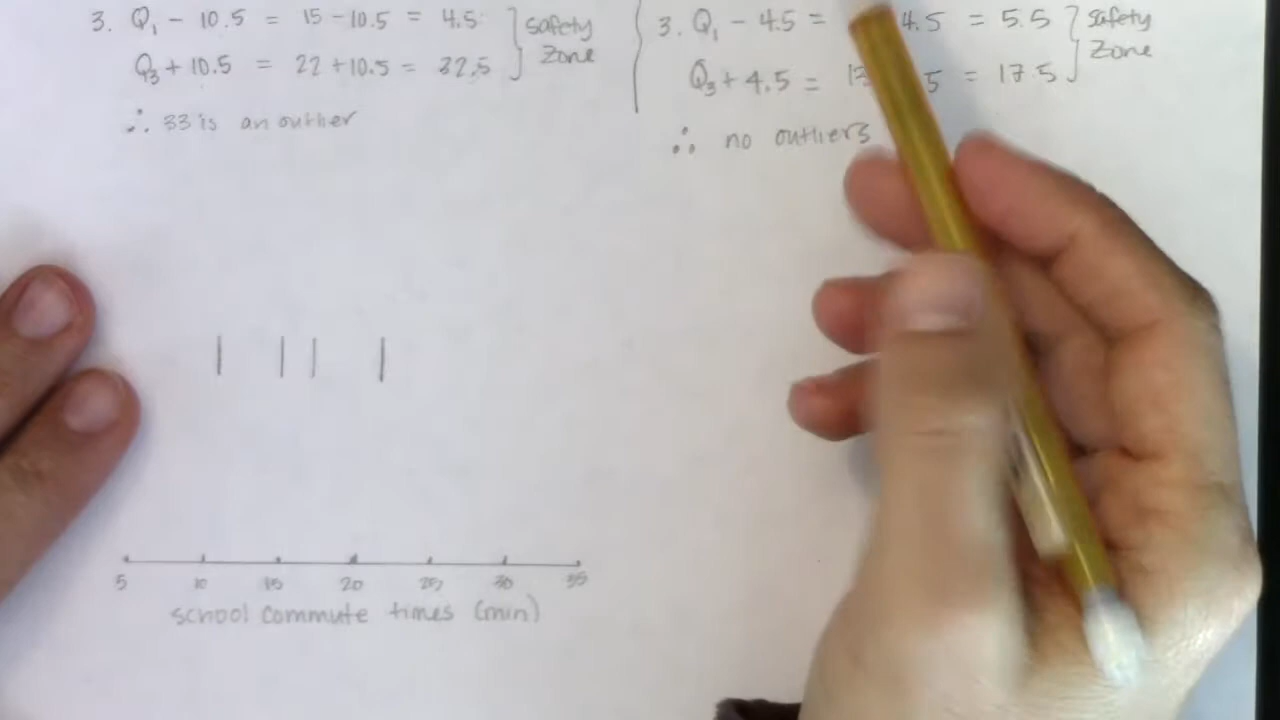 3. Q₁ − 10.5 = 15 − 10.5 = 4.5
Q₃ + 10.5 = 22 + 10.5 = 32.5
Safety
Zone
∴ 33 is an outlier
3. Q₁ − 4.5 = 4.5 = 5.5
Q₃ + 4.5 = 5 = 17.5
Safety
Zone
∴ no outliers
5 10 15 20 25 30 35
school commute times (min)